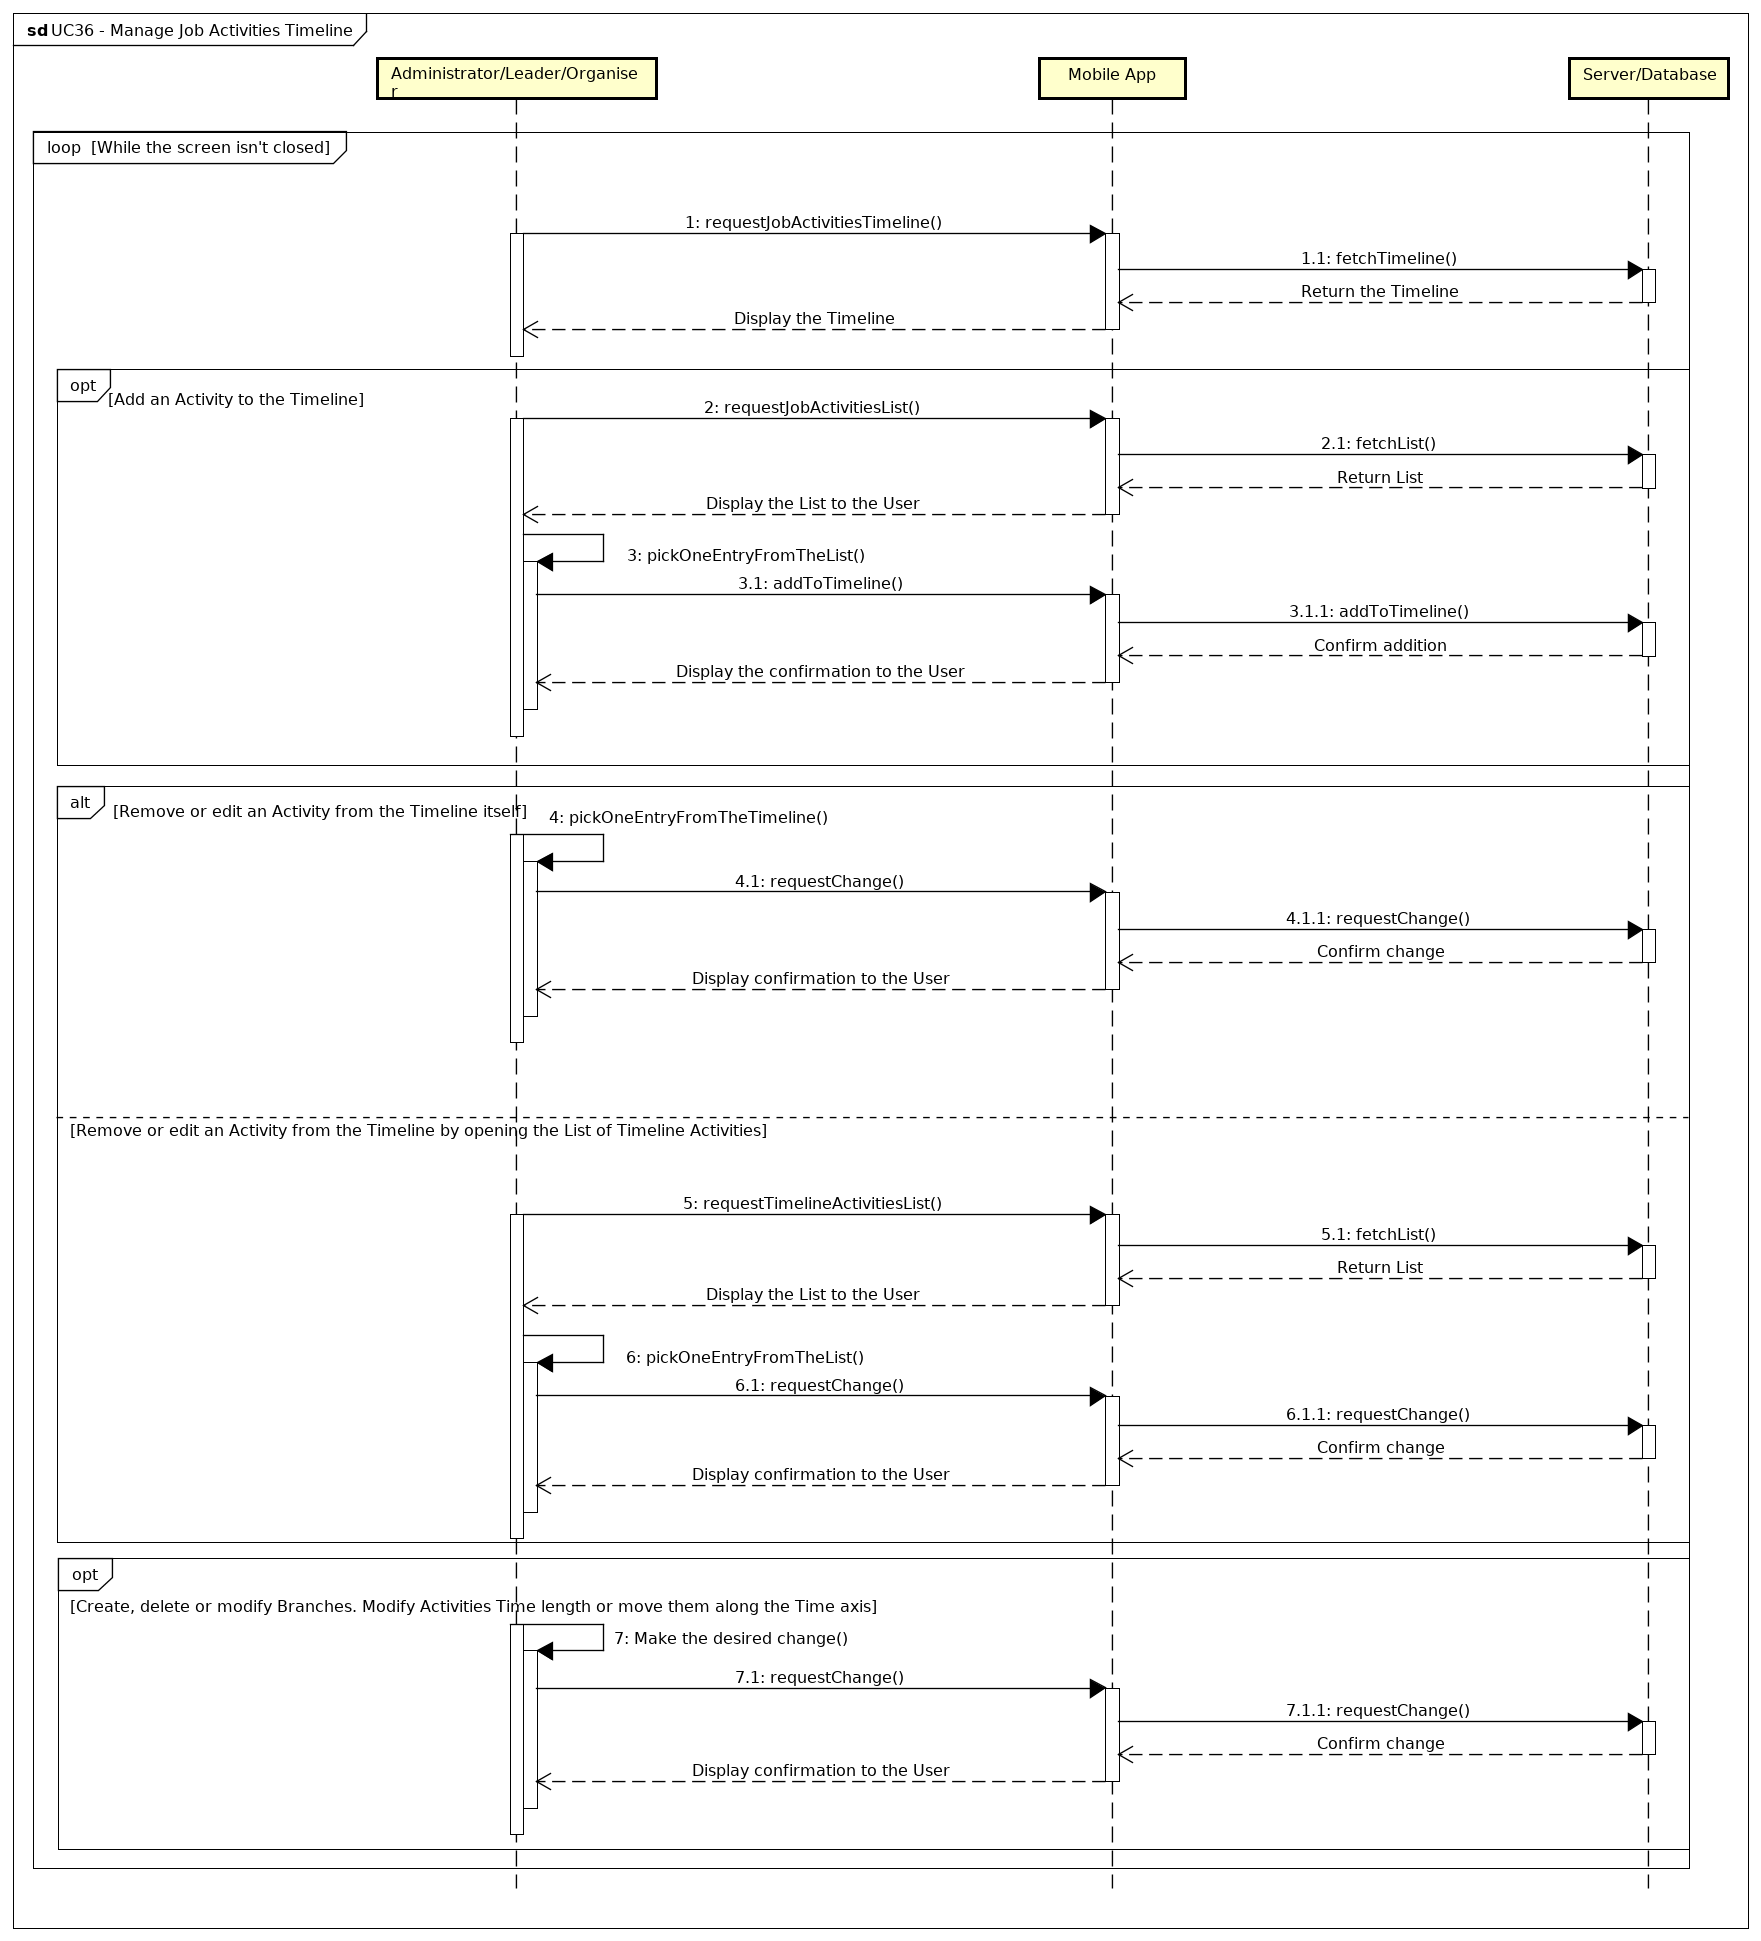 sd UC36 - Manage Job Activities Timeline
Administrator/Leader/Organise
r
Mobile App
Server/Database
loop [While the screen isn't closed]
1: requestJobActivitiesTimeline()
1.1: fetchTimeline()
Return the Timeline
Display the Timeline
opt
[Add an Activity to the Timeline]
2: requestJobActivitiesList()
2.1: fetchList()
Return List
Display the List to the User
3: pickOneEntryFromTheList()
3.1: addToTimeline()
3.1.1: addToTimeline()
Confirm addition
Display the confirmation to the User
alt
[Remove or edit an Activity from the Timeline itself]
4: pickOneEntryFromTheTimeline()
4.1: requestChange()
4.1.1: requestChange()
Confirm change
Display confirmation to the User
[Remove or edit an Activity from the Timeline by opening the List of Timeline Activities]
5: requestTimelineActivitiesList()
5.1: fetchList()
Return List
Display the List to the User
6: pickOneEntryFromTheList()
6.1: requestChange()
6.1.1: requestChange()
Confirm change
Display confirmation to the User
opt
[Create, delete or modify Branches. Modify Activities Time length or move them along the Time axis]
7: Make the desired change()
7.1: requestChange()
7.1.1: requestChange()
Confirm change
Display confirmation to the User